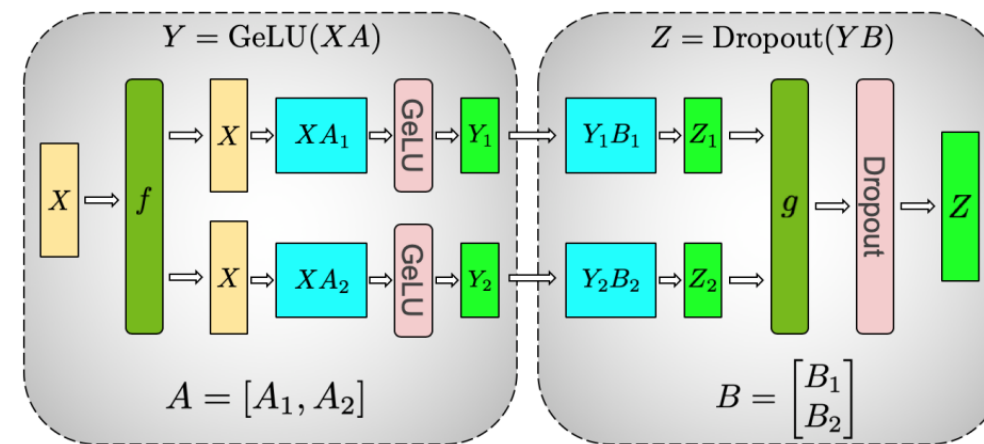 Y = GeLU(XA)
Z = Dropout(YB)
X
f
X
XA₁
GeLU
Y₁
X
XA₂
GeLU
Y₂
Y₁B₁
Z₁
Y₂B₂
Z₂
g
Dropout
Z
A = [A₁, A₂]
B = [B₁
B₂]